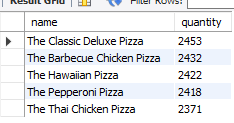 Result Grid Filter Rows:
name quantity
The Classic Deluxe Pizza 2453
The Barbecue Chicken Pizza 2432
The Hawaiian Pizza 2422
The Pepperoni Pizza 2418
The Thai Chicken Pizza 2371